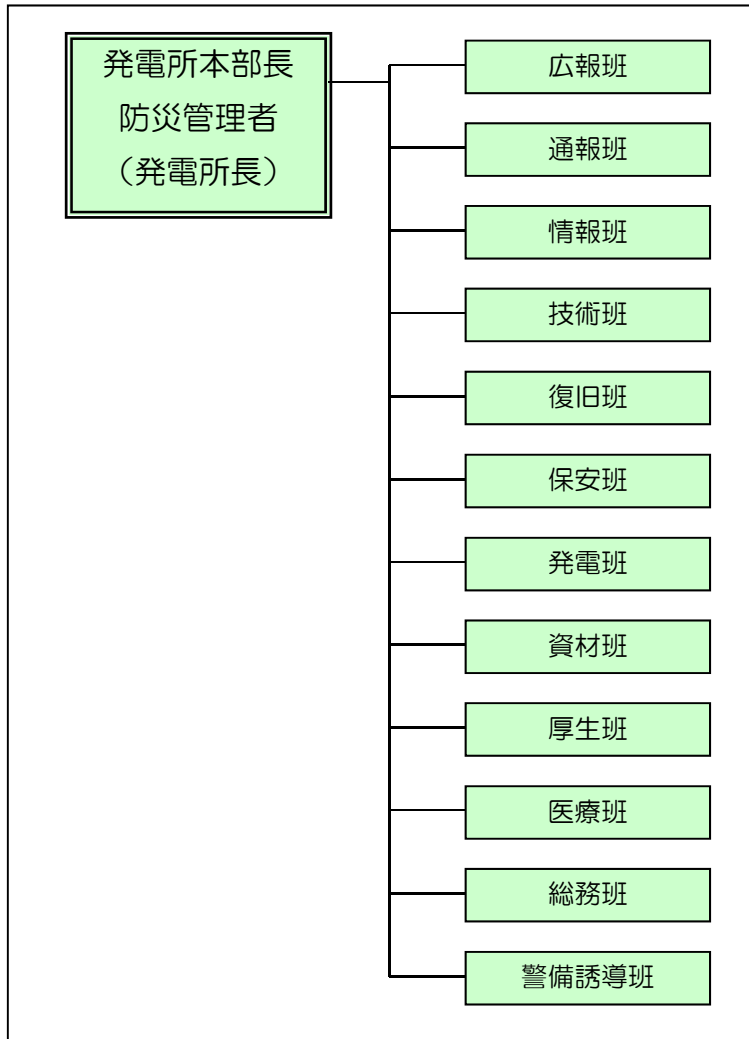 発電所本部長
防災管理者
（発電所長）
広報班
通報班
情報班
技術班
復旧班
保安班
発電班
資材班
厚生班
医療班
総務班
警備誘導班